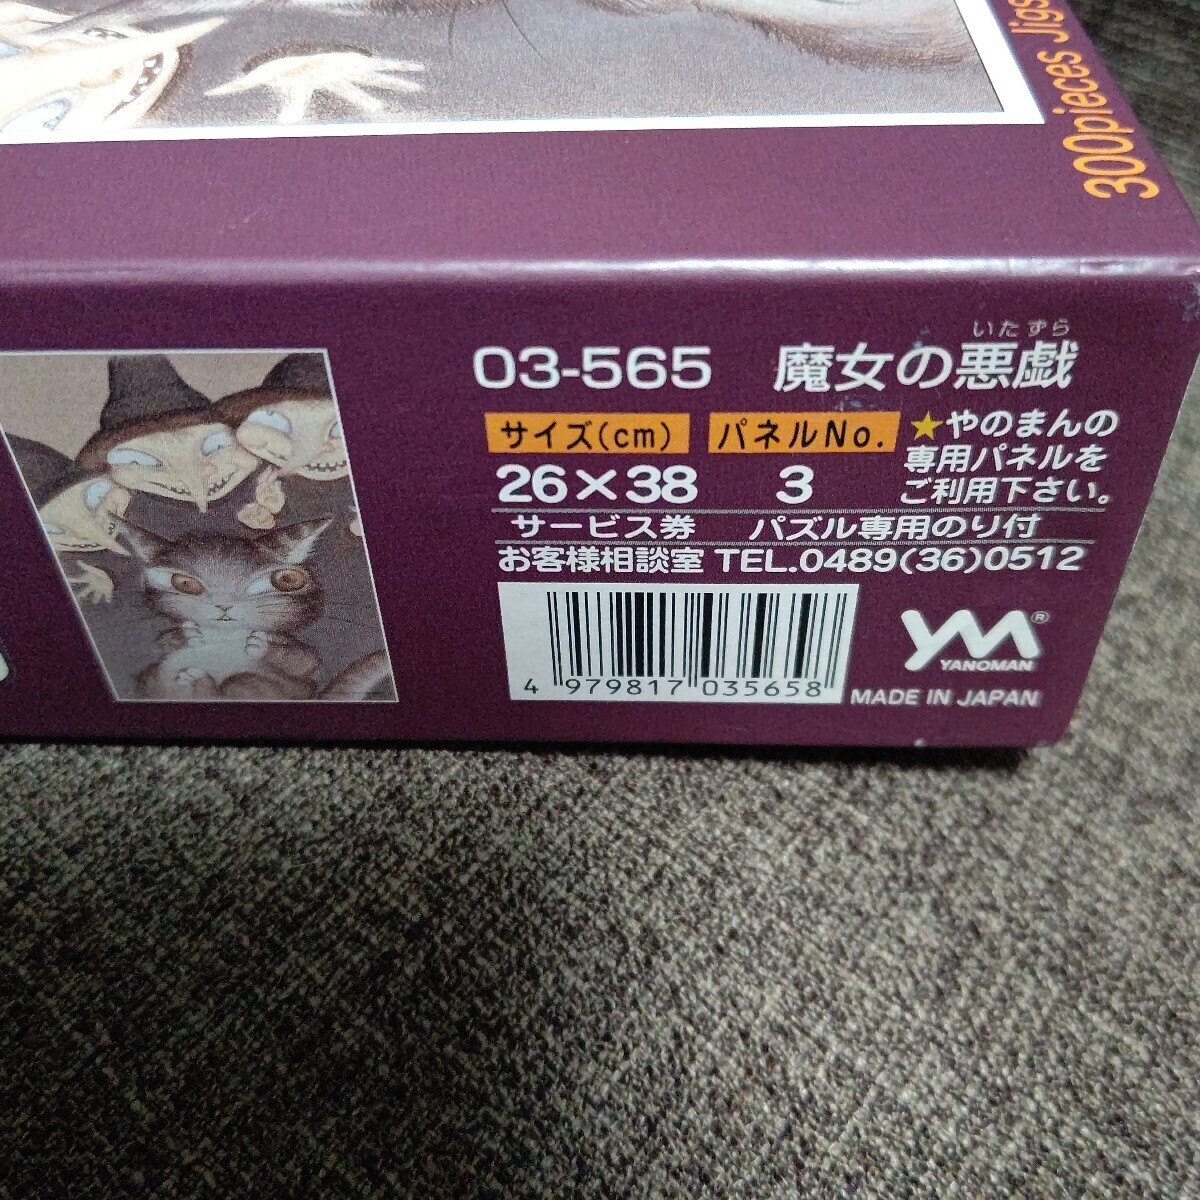 300pieces Jigs
03-565 魔女の悪戯
いたずら
サイズ(cm) パネルNo.
26×38 3
★やのまんの
専用パネルを
ご利用下さい。
サービス券 パズル専用のり付
お客様相談室 TEL.0489(36)0512
4 979817 035658
YM®
YANOMAN
MADE IN JAPAN